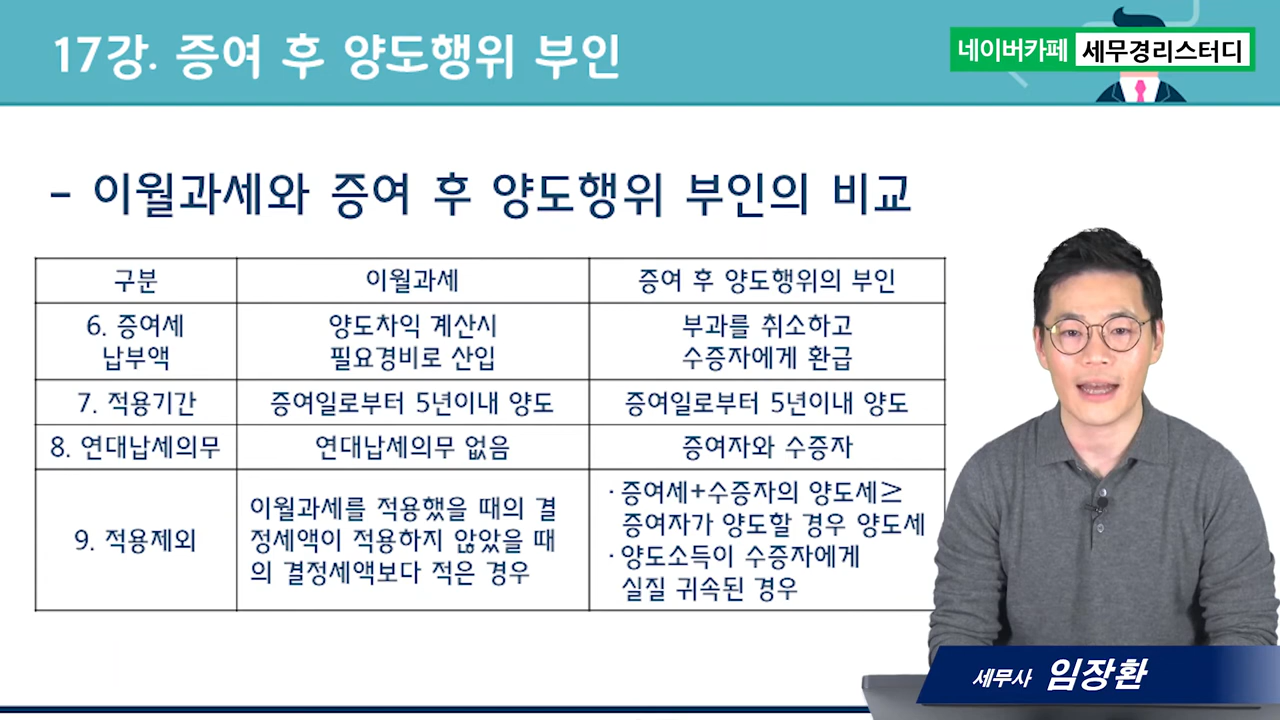 17강. 증여 후 양도행위 부인
네이버카페 세무경리스터디
- 이월과세와 증여 후 양도행위 부인의 비교
구분
이월과세
증여 후 양도행위의 부인
6. 증여세
납부액
양도차익 계산시
필요경비로 산입
부과를 취소하고
수증자에게 환급
7. 적용기간
증여일로부터 5년이내 양도
증여일로부터 5년이내 양도
8. 연대납세의무
연대납세의무 없음
증여자와 수증자
9. 적용제외
이월과세를 적용했을 때의 결
정세액이 적용하지 않았을 때
의 결정세액보다 적은 경우
· 증여세+수증자의 양도세≥
증여자가 양도할 경우 양도세
· 양도소득이 수증자에게
실질 귀속된 경우
세무사 임장환